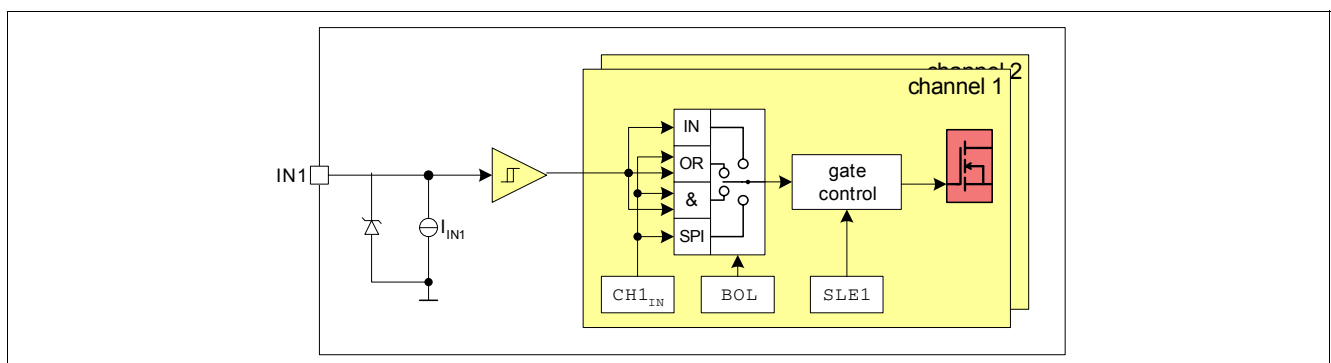 channel 2
channel 1
IN
OR
&
SPI
IN1
I_IN1
gate
control
CH1_IN
BOL
SLE1